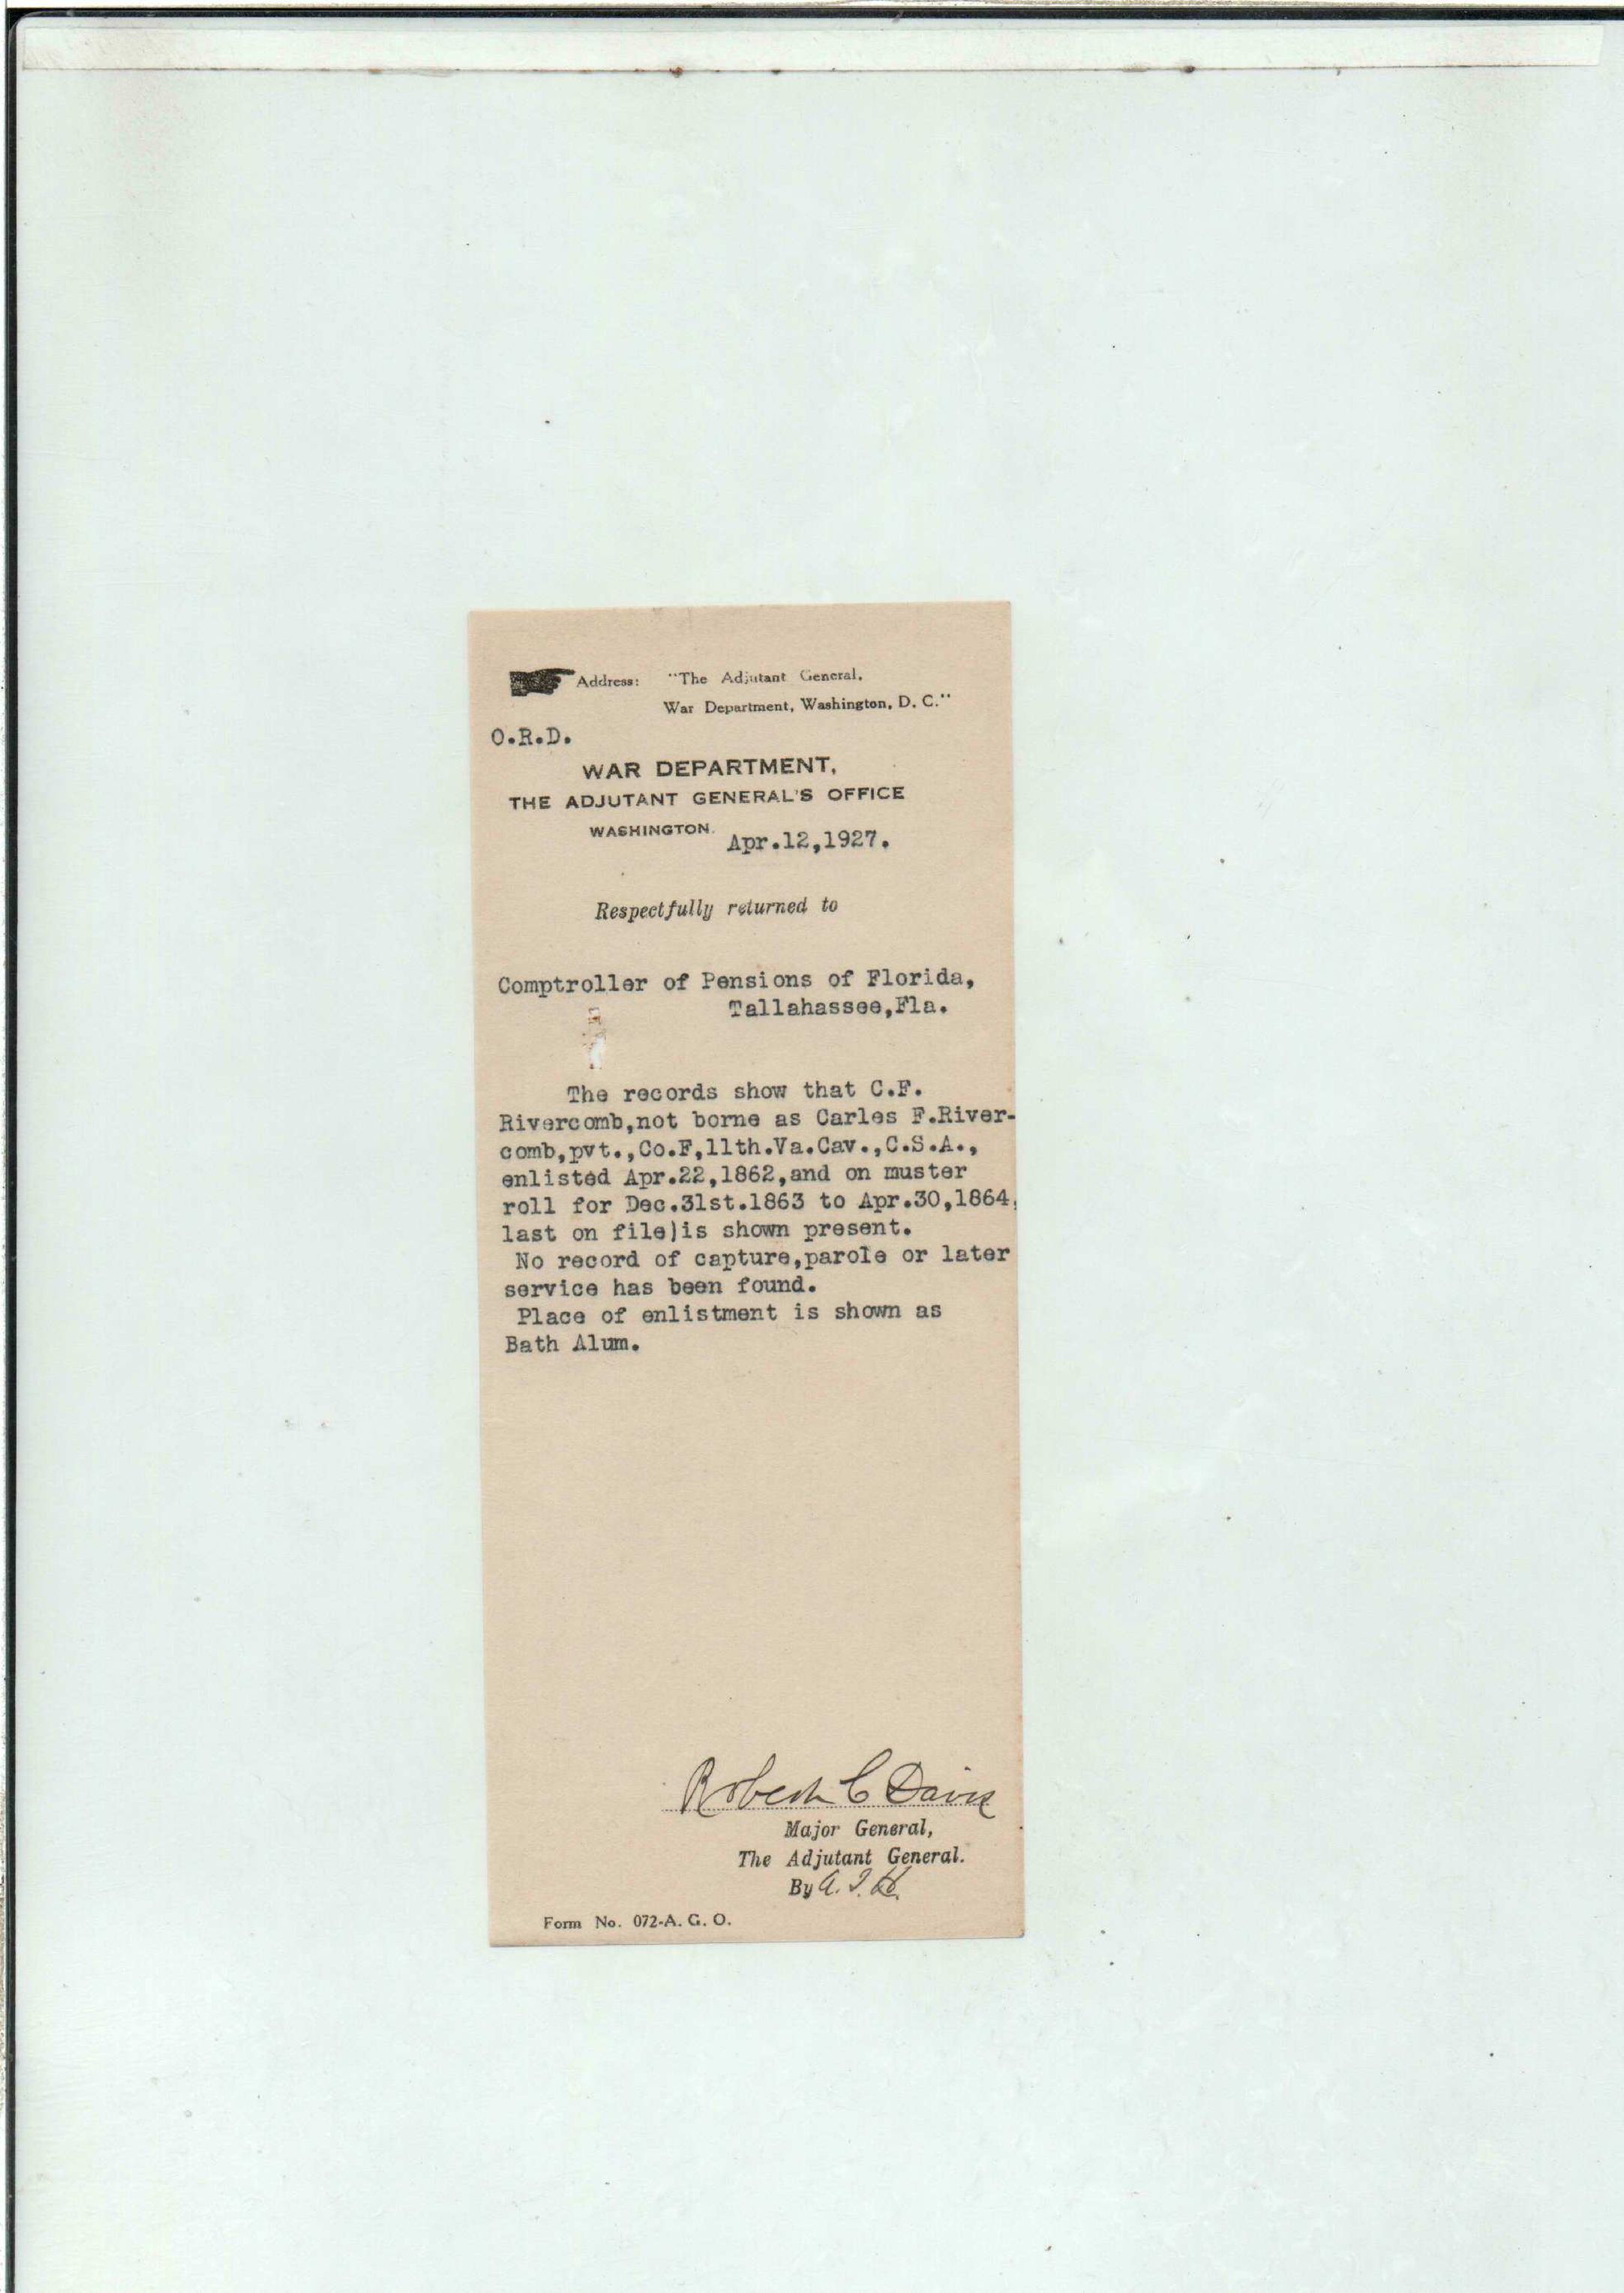 Address: "The Adjutant General,
War Department, Washington, D. C."
O.R.D.
WAR DEPARTMENT,
THE ADJUTANT GENERAL'S OFFICE
WASHINGTON.
Apr.12,1927.
Respectfully returned to
Comptroller of Pensions of Florida,
Tallahassee,Fla.
The records show that C.F.
Rivercomb,not borne as Carles F.River-
comb,pvt.,Co.F,11th.Va.Cav.,C.S.A.,
enlisted Apr.22,1862,and on muster
roll for Dec.31st.1863 to Apr.30,1864,
last on file)is shown present.
No record of capture,parole or later
service has been found.
Place of enlistment is shown as
Bath Alum.
Robert C Davis
Major General,
The Adjutant General.
By A.
Form No. 072-A. G. O.